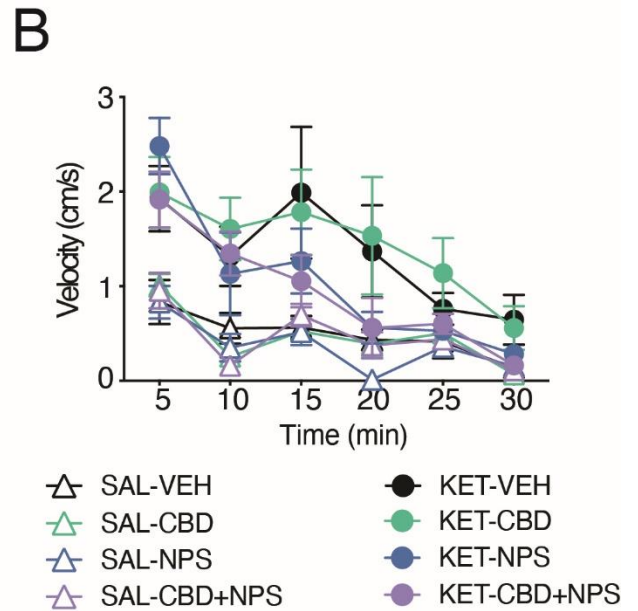 B
3
2
1
0
Velocity (cm/s)
5 10 15 20 25 30
Time (min)
SAL-VEH KET-VEH
SAL-CBD KET-CBD
SAL-NPS KET-NPS
SAL-CBD+NPS KET-CBD+NPS